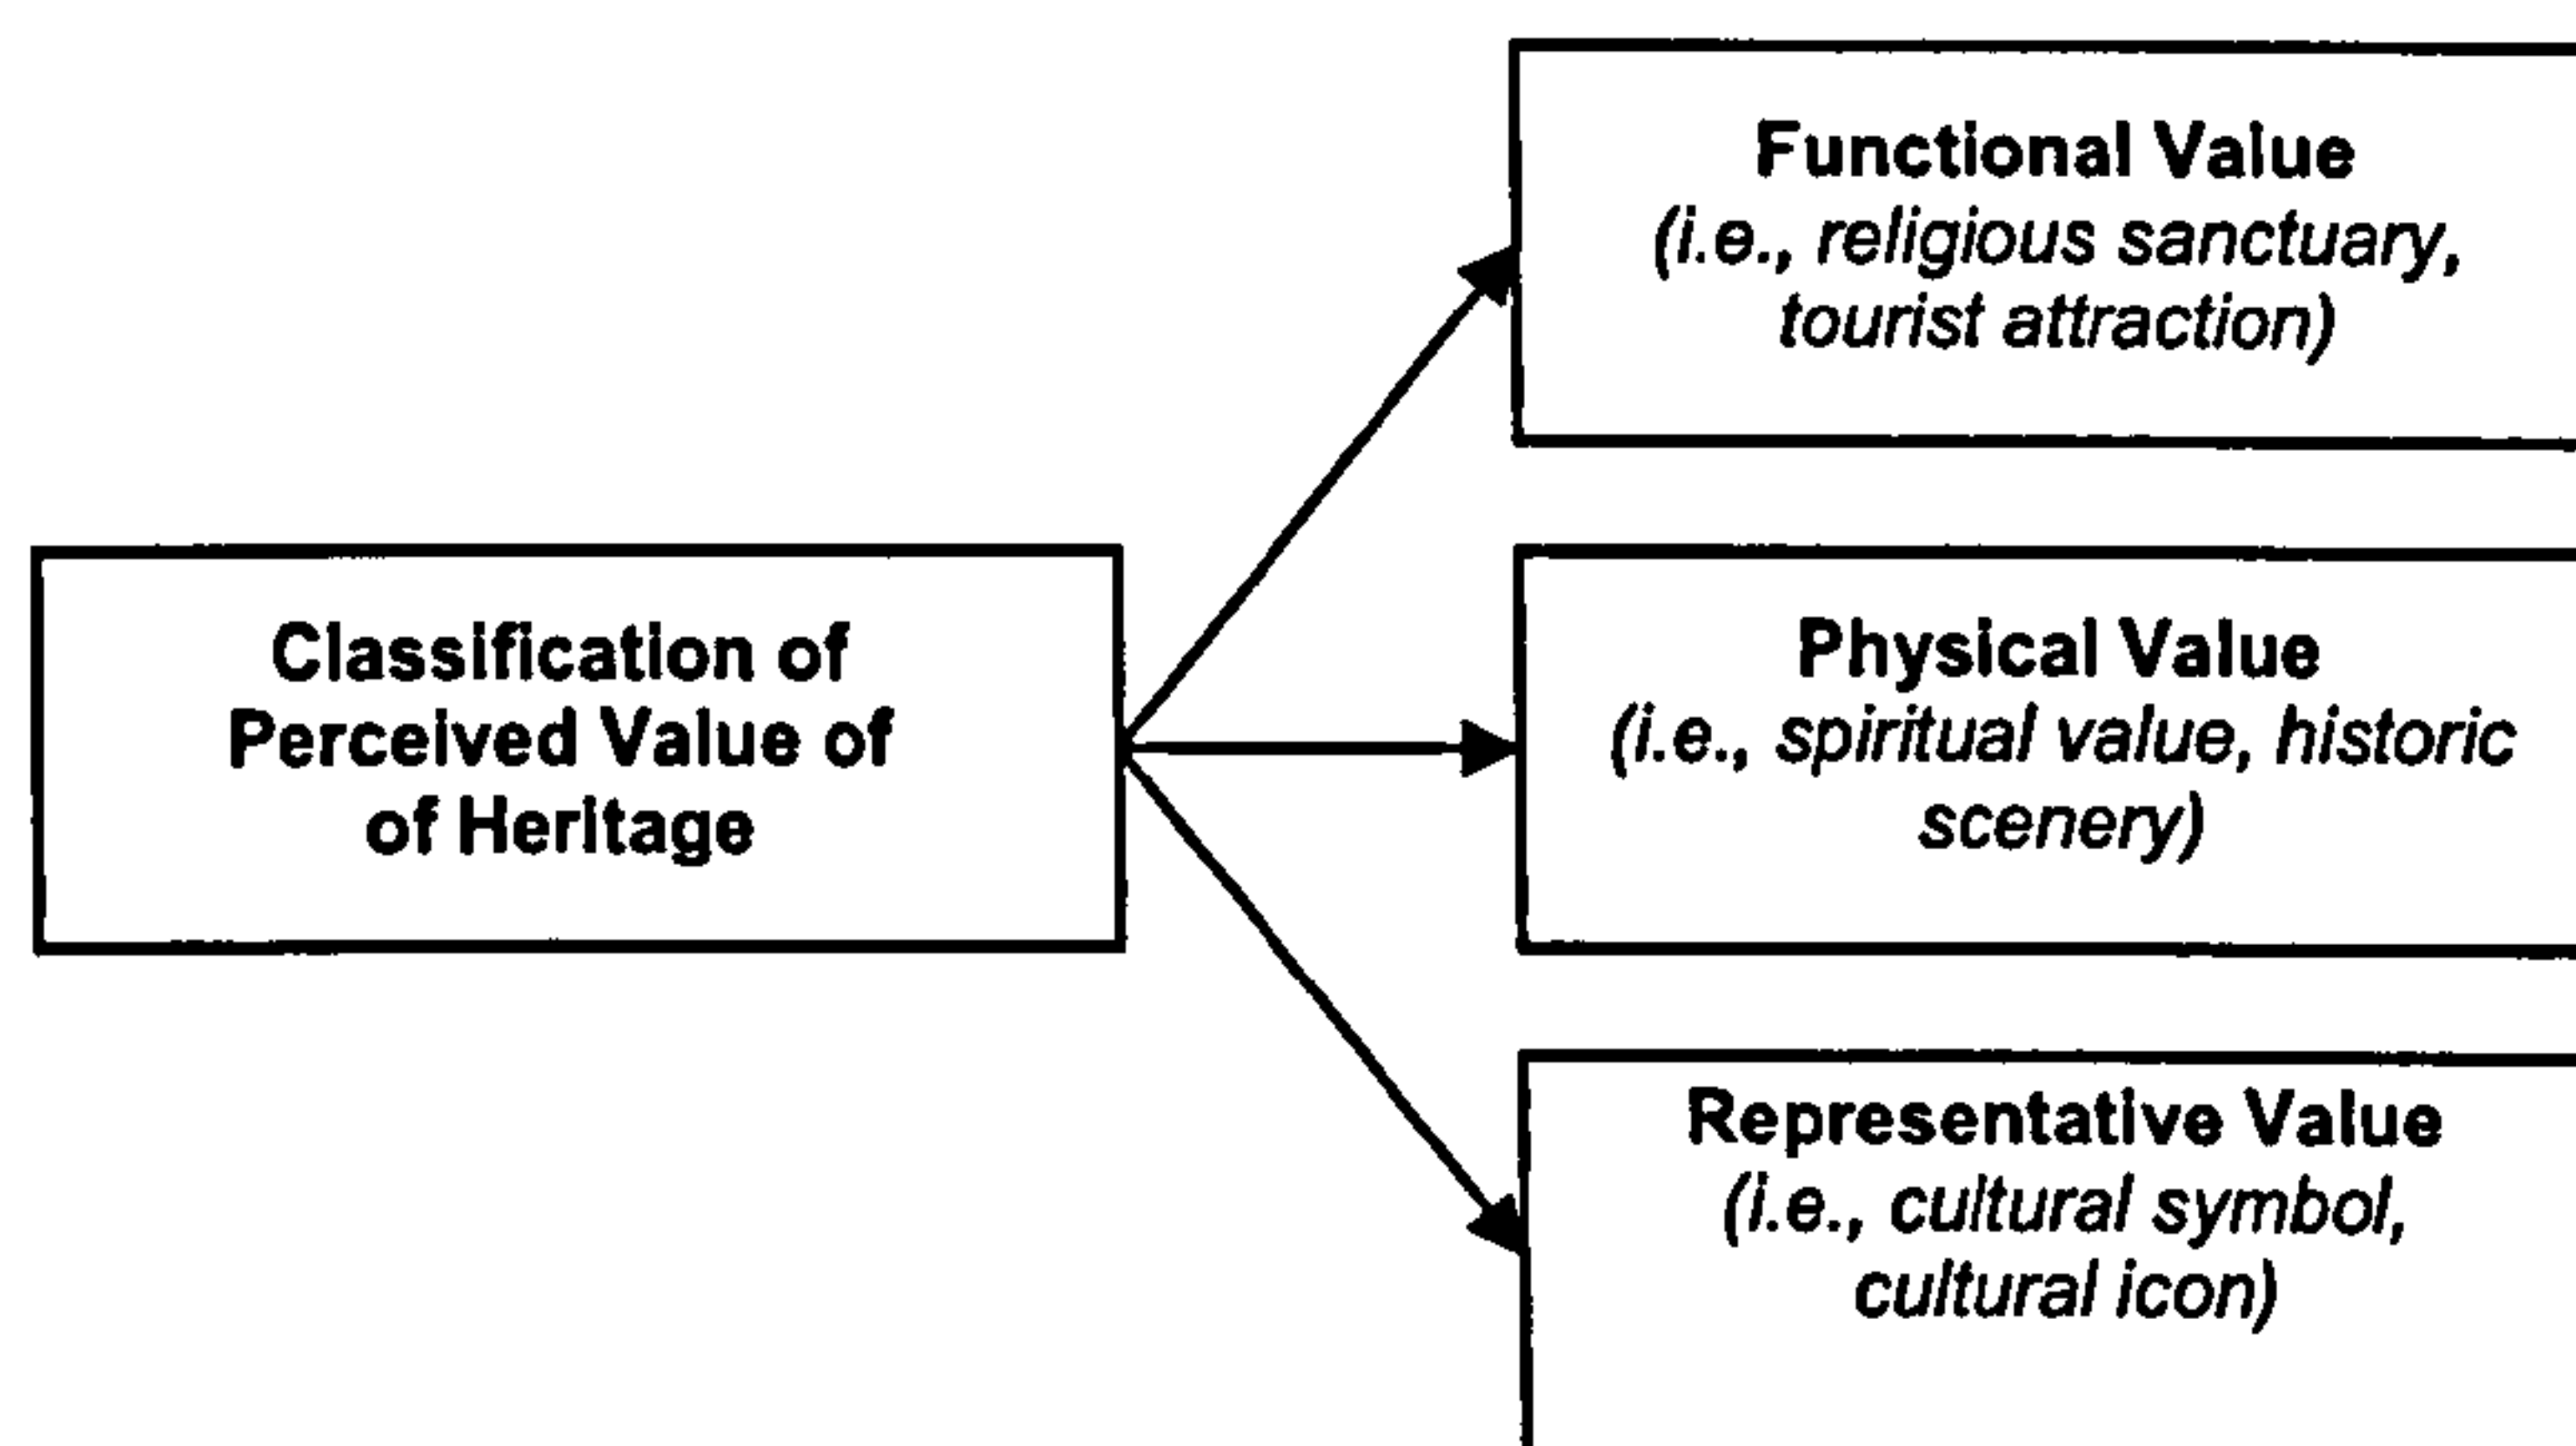 Functional Value
(i.e., religious sanctuary,
tourist attraction)
Classification of
Perceived Value of
of Heritage
Physical Value
(i.e., spiritual value, historic
scenery)
Representative Value
(i.e., cultural symbol,
cultural icon)